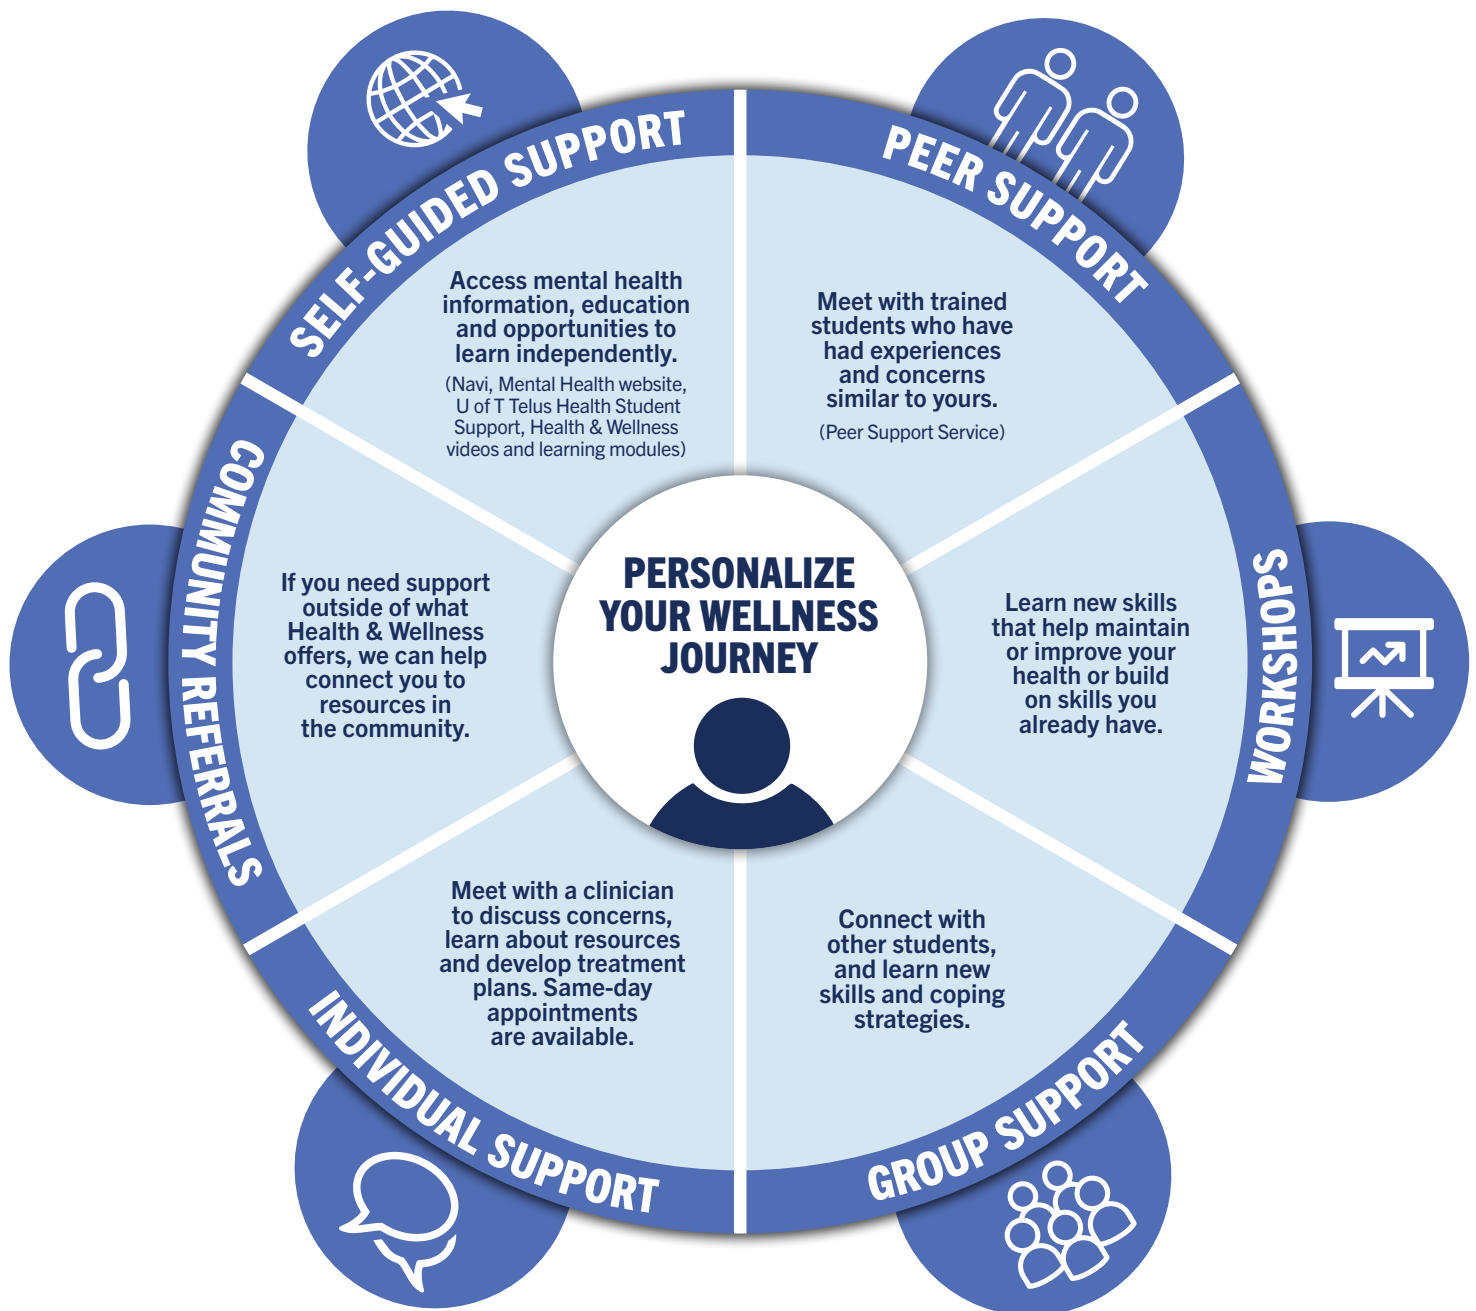 SELF-GUIDED SUPPORT
Access mental health
information, education
and opportunities to
learn independently.
(Navi, Mental Health website,
U of T Telus Health Student
Support, Health & Wellness
videos and learning modules)
PEER SUPPORT
Meet with trained
students who have
had experiences
and concerns
similar to yours.
(Peer Support Service)
COMMUNITY REFERRALS
If you need support
outside of what
Health & Wellness
offers, we can help
connect you to
resources in
the community.
PERSONALIZE
YOUR WELLNESS
JOURNEY
WORKSHOPS
Learn new skills
that help maintain
or improve your
health or build
on skills you
already have.
INDIVIDUAL SUPPORT
Meet with a clinician
to discuss concerns,
learn about resources
and develop treatment
plans. Same-day
appointments
are available.
GROUP SUPPORT
Connect with
other students,
and learn new
skills and coping
strategies.